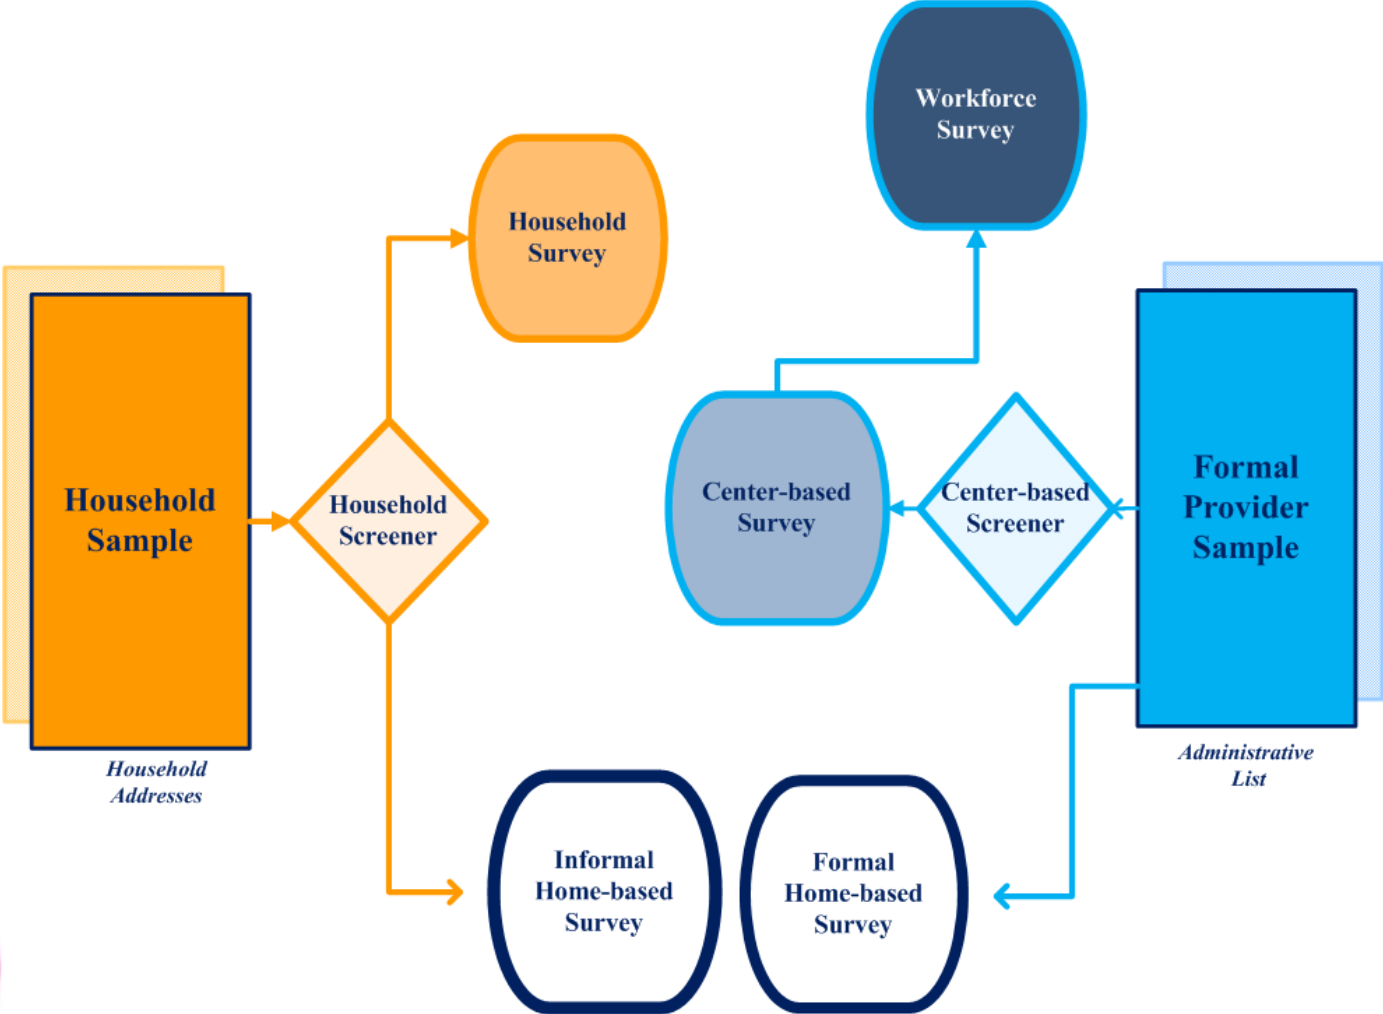 Workforce
Survey
Household
Survey
Household
Sample
Household
Screener
Center-based
Survey
Center-based
Screener
Formal
Provider
Sample
Household
Addresses
Administrative
List
Informal
Home-based
Survey
Formal
Home-based
Survey